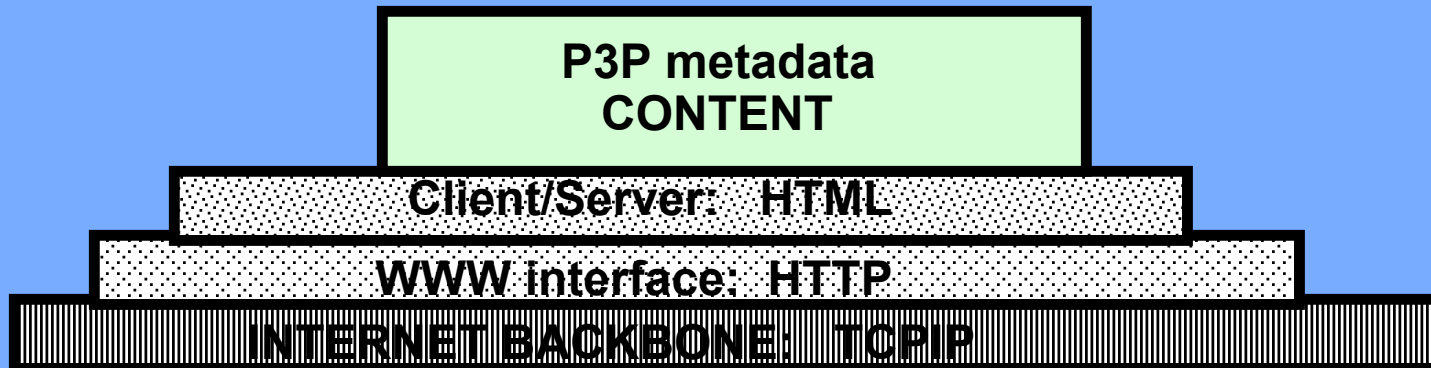 P3P metadata
CONTENT
Client/Server: HTML
WWW interface: HTTP
INTERNET BACKBONE: TCPIP